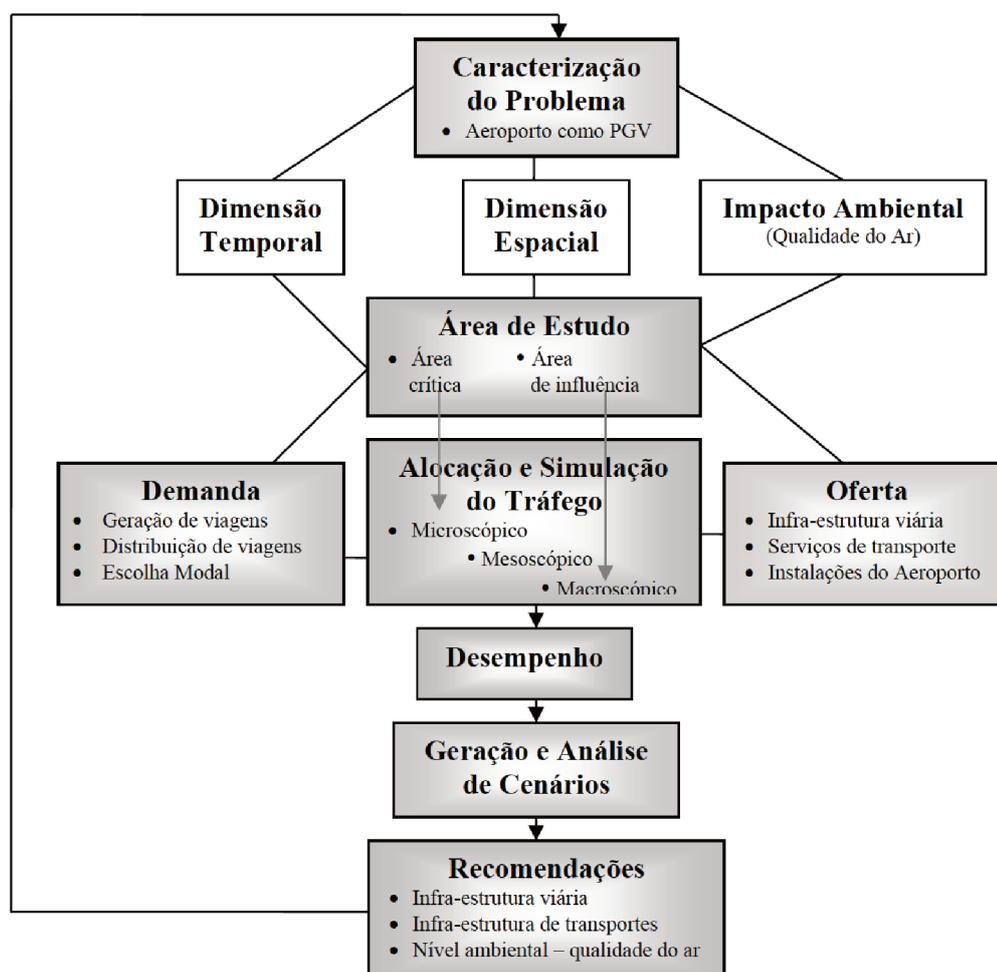 Caracterização
do Problema
• Aeroporto como PGV
Dimensão
Temporal
Dimensão
Espacial
Impacto Ambiental
(Qualidade do Ar)
Área de Estudo
• Área
crítica
• Área
de influência
Demanda
• Geração de viagens
• Distribuição de viagens
• Escolha Modal
Alocação e Simulação
do Tráfego
• Microscópico
• Mesoscópico
• Macroscópico
Oferta
• Infra-estrutura viária
• Serviços de transporte
• Instalações do Aeroporto
Desempenho
Geração e Análise
de Cenários
Recomendações
• Infra-estrutura viária
• Infra-estrutura de transportes
• Nível ambiental – qualidade do ar